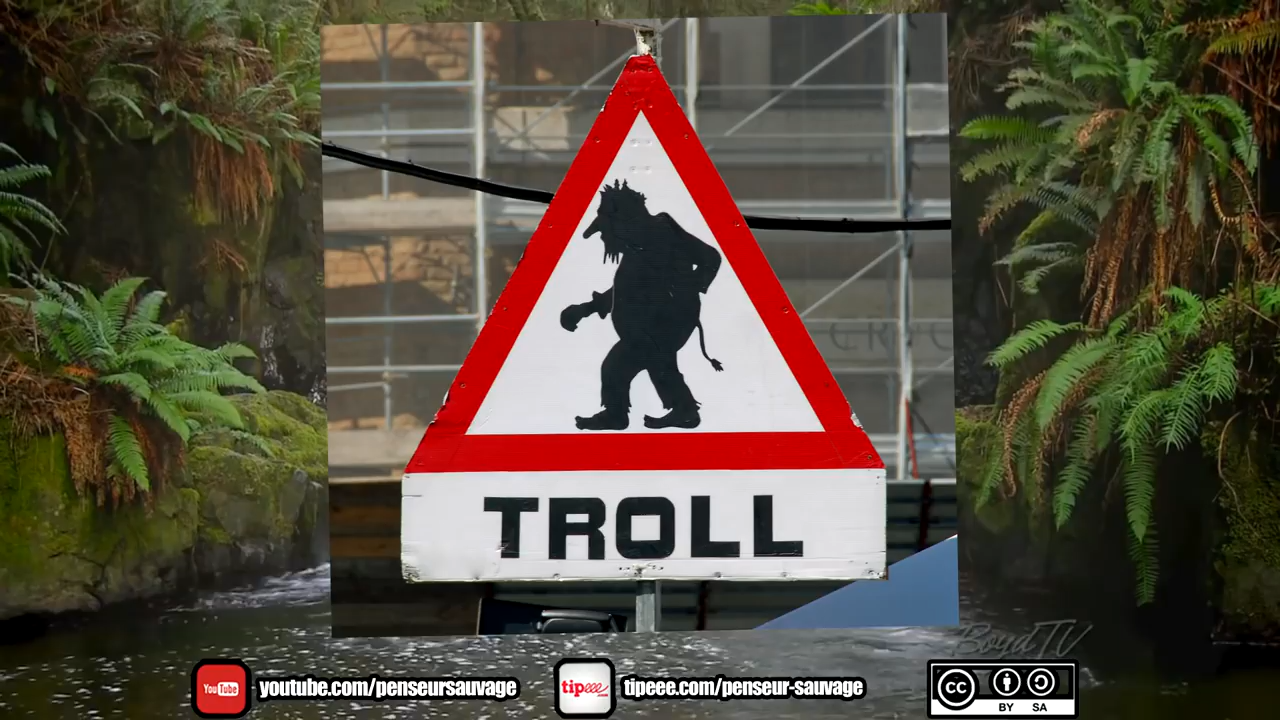 TROLL
BoydTV
YouTube
youtube.com/penseursauvage
tipeee
tipeee.com/penseur-sauvage
cc
BY SA